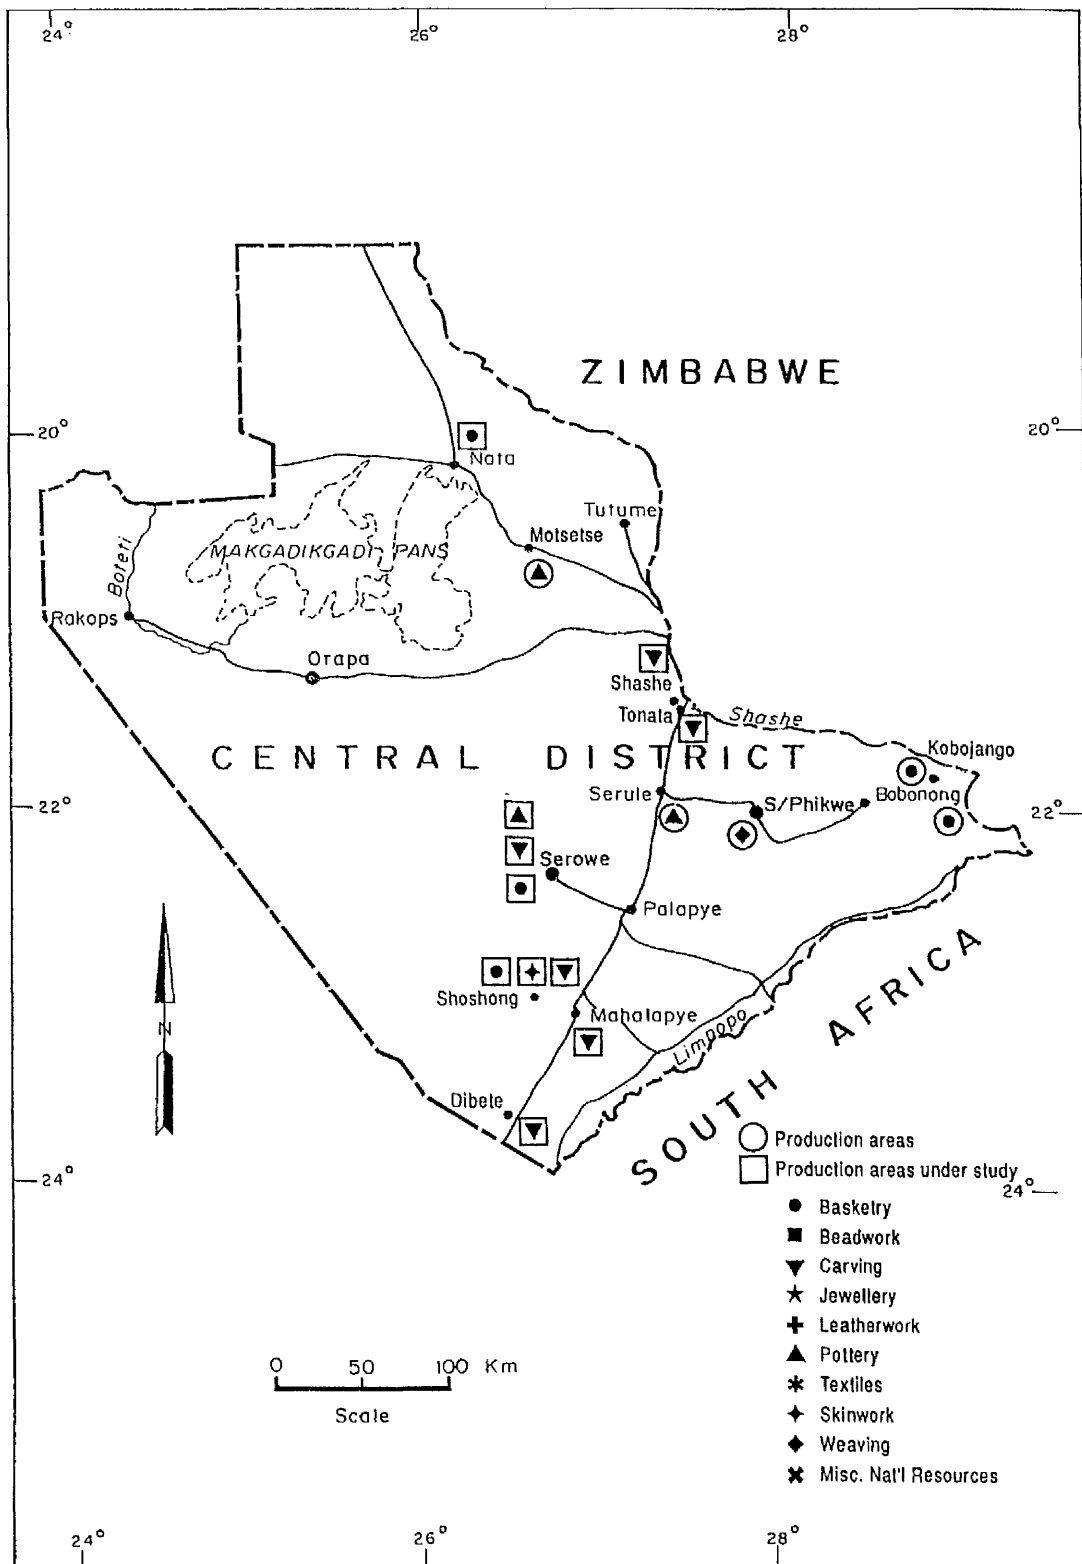 24° 26° 28°
ZIMBABWE
20° 20°
Nata
Tutume
Motsetse
MAKGADIKGADI PANS
Boteti
Rakops
Orapa
Shashe
Tonata
Shashe
CENTRAL DISTRICT
Kobojango
Serule
S/Phikwe
Bobonong
22° 22°
Serowe
Palapye
Shoshong
Mahalapye
Limpopo
SOUTH AFRICA
N
Dibete
Production areas
Production areas under study
24° 24°
Basketry
Beadwork
Carving
Jewellery
Leatherwork
Pottery
Textiles
Skinwork
Weaving
Misc. Nat'l Resources
0 50 100 Km
Scale
24° 26° 28°